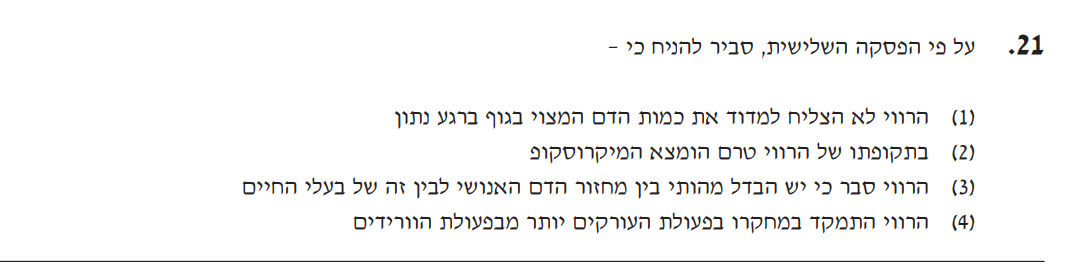 21. על פי הפסקה השלישית, סביר להניח כי –
(1) הרווי לא הצליח למדוד את כמות הדם המצוי בגוף ברגע נתון
(2) בתקופתו של הרווי טרם הומצא המיקרוסקופ
(3) הרווי סבר כי יש הבדל מהותי בין מחזור הדם האנושי לבין זה של בעלי החיים
(4) הרווי התמקד במחקרו בפעולת העורקים יותר מבפעולת הוורידים